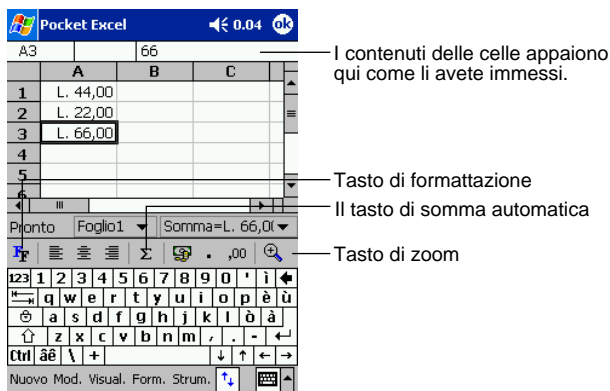 Pocket Excel 0.04 ok
A3 66
A B C
1 L. 44,00
2 L. 22,00
3 L. 66,00
4
5
6
Pronto Foglio1 Somma=L. 66,0(
FF Σ . ,00
123 1 2 3 4 5 6 7 8 9 0 ' ì
q w e r t y u i o p è ù
a s d f g h j k l ò à
z x c v b n m , . -
Ctrl âê \ + ↓ ↑ ← →
Nuovo Mod. Visual. Form. Strum.
I contenuti delle celle appaiono
qui come li avete immessi.
Tasto di formattazione
Il tasto di somma automatica
Tasto di zoom